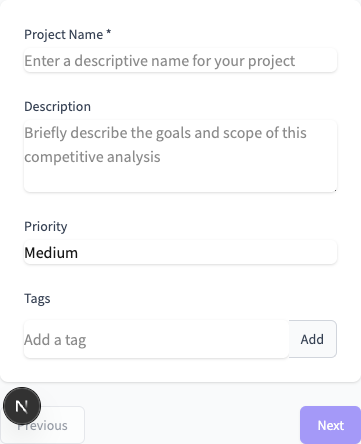 Project Name *
Enter a descriptive name for your project
Description
Briefly describe the goals and scope of this
competitive analysis
Priority
Medium
Tags
Add a tag
Add
N
Previous
Next